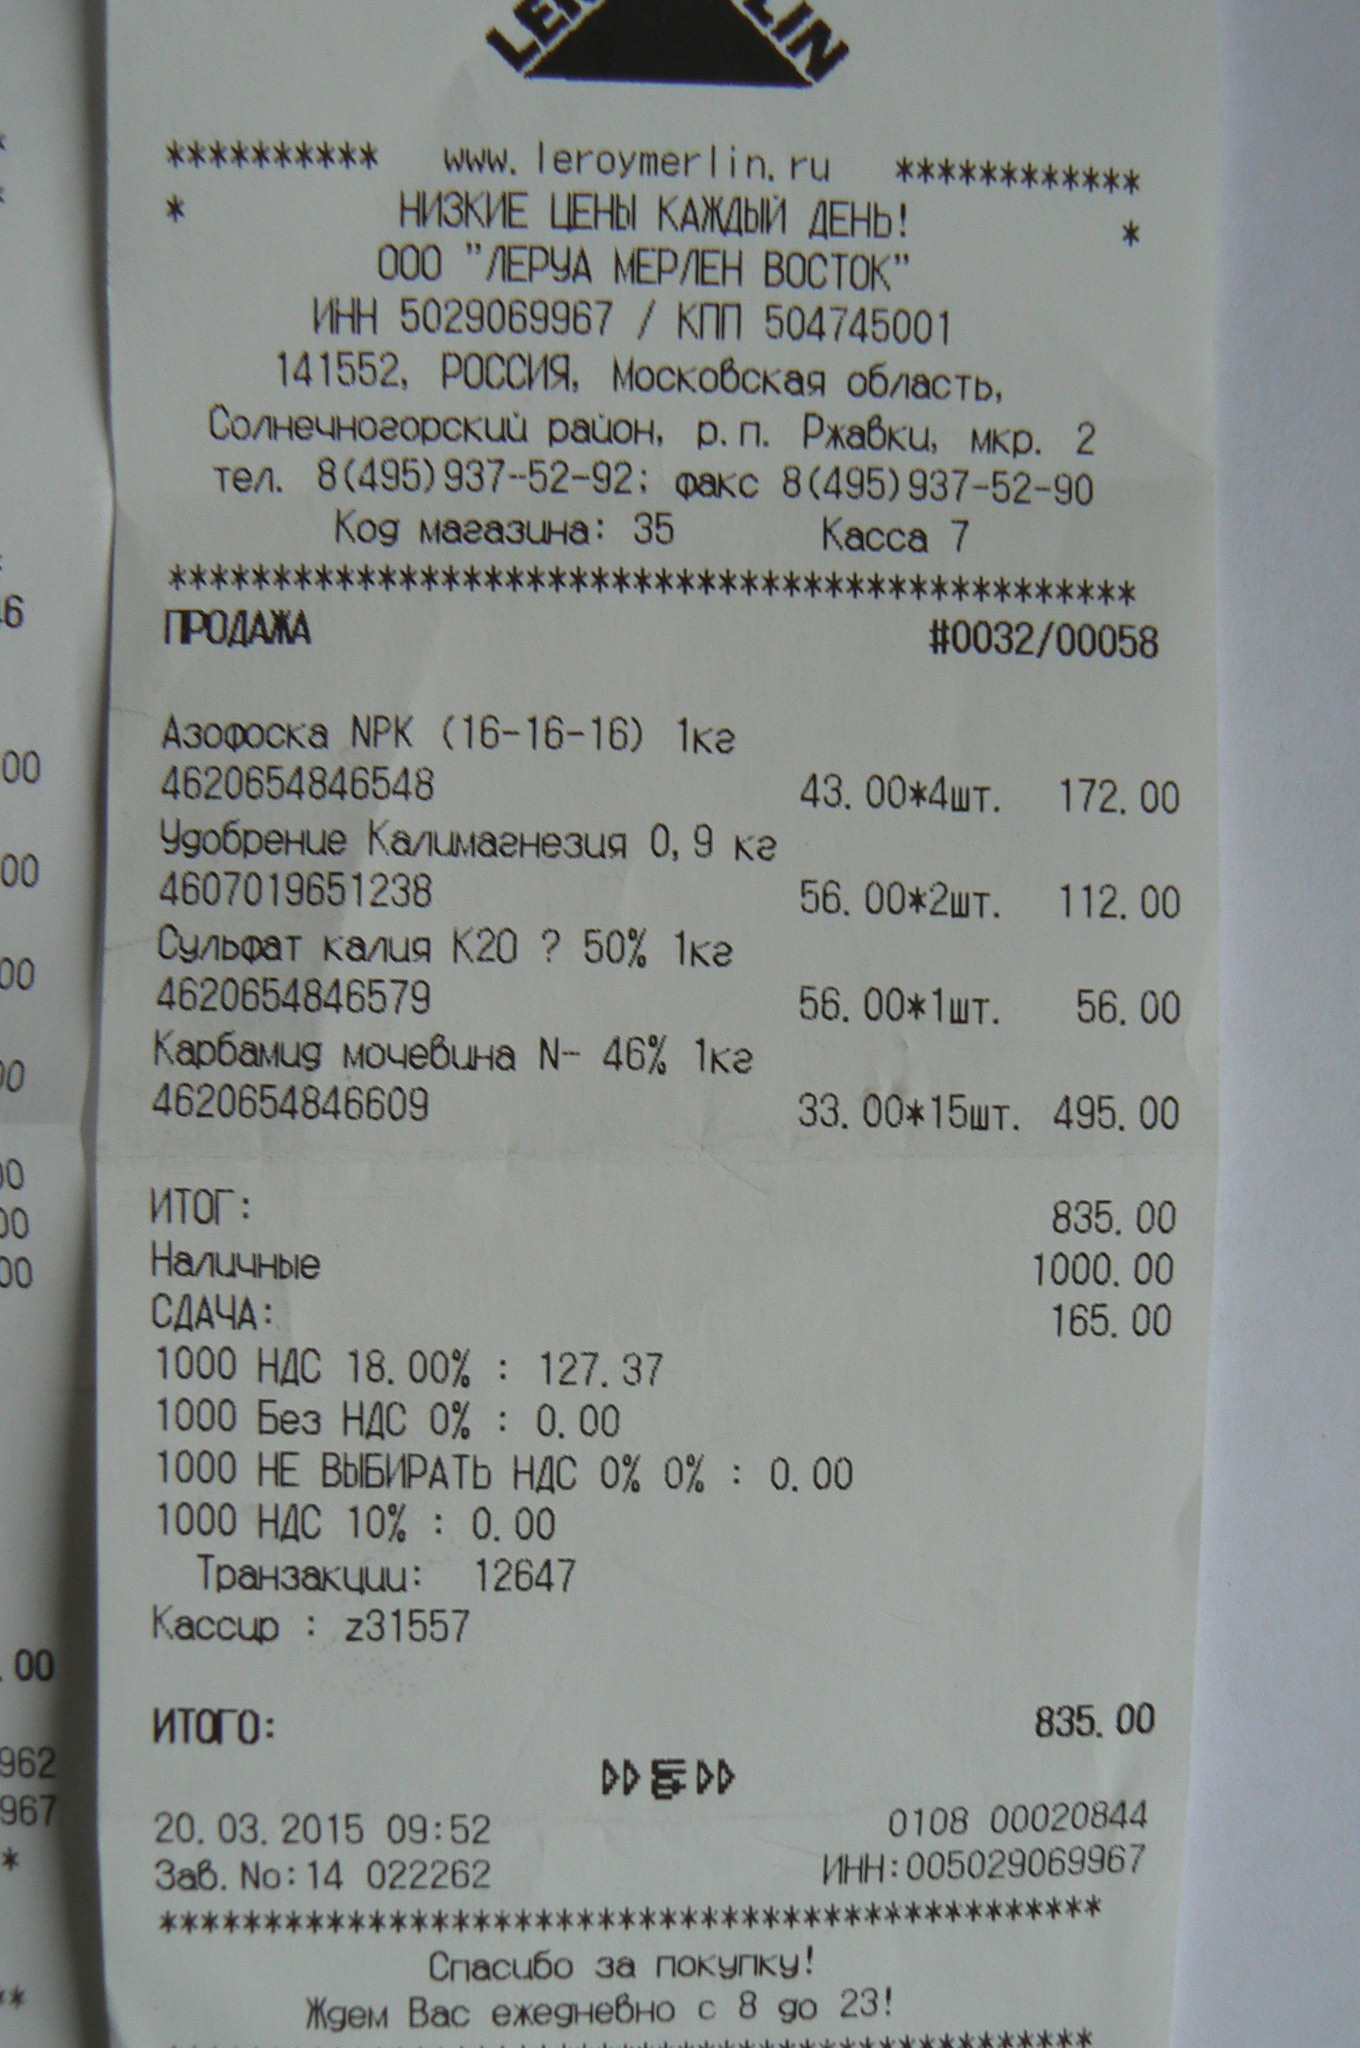 LEROY MERLIN
********** www.leroymerlin.ru ************
* НИЗКИЕ ЦЕНЫ КАЖДЫЙ ДЕНЬ! *
ООО "ЛЕРУА МЕРЛЕН ВОСТОК"
ИНН 5029069967 / КПП 504745001
141552, РОССИЯ, Московская область,
Солнечногорский район, р.п. Ржавки, мкр. 2
тел. 8(495)937-52-92; факс 8(495)937-52-90
Код магазина: 35 Касса 7
**********************************************
ПРОДАЖА #0032/00058
Азофоска NPK (16-16-16) 1кг
4620654846548 43.00*4шт. 172.00
Удобрение Калимагнезия 0,9 кг
4607019651238 56.00*2шт. 112.00
Сульфат калия K2O ? 50% 1кг
4620654846579 56.00*1шт. 56.00
Карбамид мочевина N- 46% 1кг
4620654846609 33.00*15шт. 495.00
ИТОГ: 835.00
Наличные 1000.00
СДАЧА: 165.00
1000 НДС 18.00% : 127.37
1000 Без НДС 0% : 0.00
1000 НЕ ВЫБИРАТЬ НДС 0% 0% : 0.00
1000 НДС 10% : 0.00
Транзакции: 12647
Кассир : z31557
ИТОГО: 835.00
20.03.2015 09:52 0108 00020844
Зав.No:14 022262 ИНН:005029069967
**********************************************
Спасибо за покупку!
Ждем Вас ежедневно с 8 до 23!